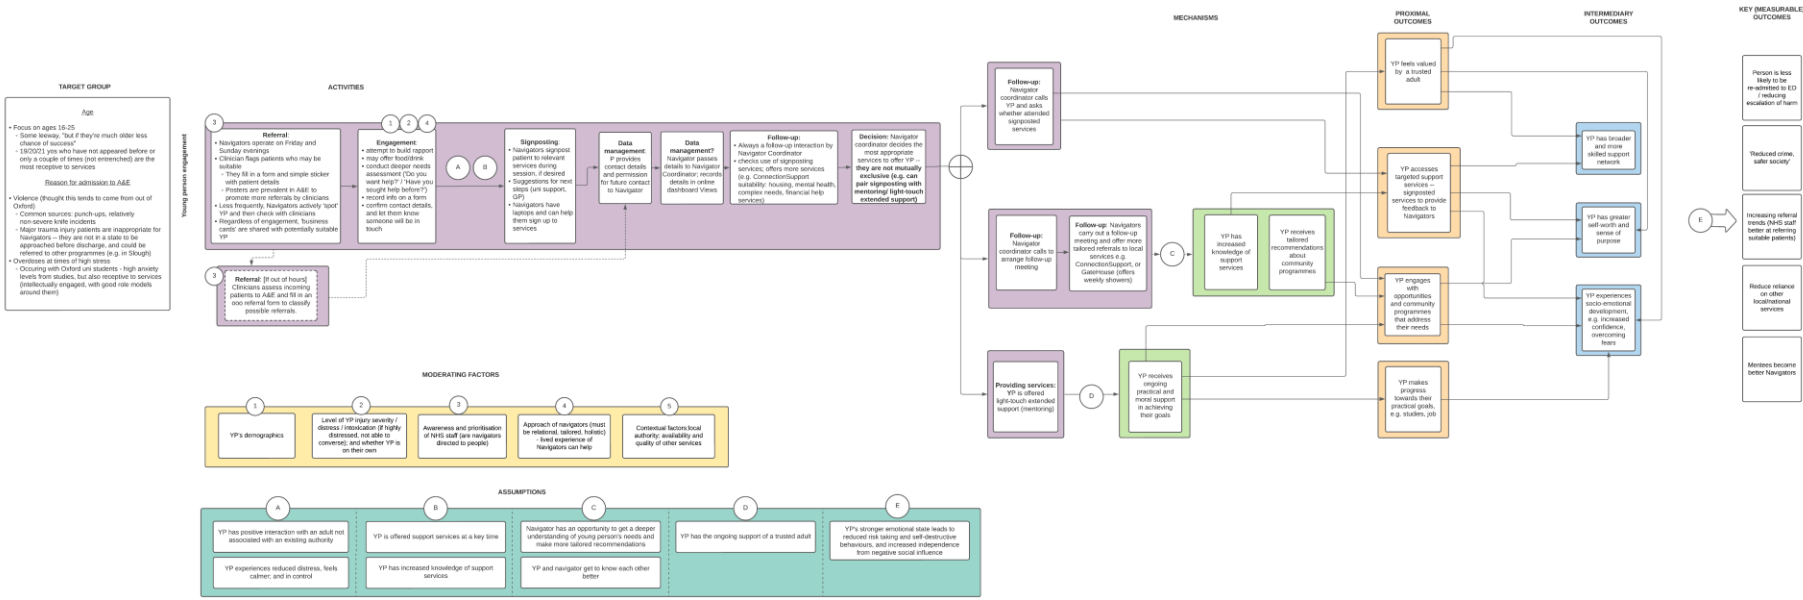 MECHANISMS
PROXIMAL
OUTCOMES
INTERMEDIARY
OUTCOMES
KEY (MEASURABLE
OUTCOMES
TARGET GROUP
ACTIVITIES
Age
• Focus on ages 16-25
- Some leeway, "but if they're much older less
chance of success"
- 19/20/21 yos who have not appeared before or
only a couple of times (not entrenched) are the
most receptive to services
Reason for admission to A&E
• Violence (thought this tends to come from out of
Oxford)
- Common sources: punch-ups, relatively
non-severe knife incidents
- Major trauma injury patients are inappropriate for
Navigators -- they are not in a state to be
approached before discharge, and could be
referred to other programmes (e.g. in Slough)
• Overdoses at times of high stress
- Occuring with Oxford uni students - high anxiety
levels from studies, but also receptive to services
(intellectually engaged, with good role models
around them)
Young person engagement
3
Referral:
• Navigators operate on Friday and
Sunday evenings
• Clinician flags patients who may be
suitable
- They fill in a form and simple sticker
with patient details
- Posters are prevalent in A&E to
promote more referrals by clinicians
• Less frequently, Navigators actively 'spot'
YP and then check with clinicians
• Regardless of engagement, 'business
cards' are shared with potentially suitable
YP
1
2
4
Engagement:
• attempt to build rapport
• may offer food/drink
• conduct deeper needs
assessment ('Do you
want help?' / 'Have you
sought help before?')
• record info on a form
• confirm contact details,
and let them know
someone will be in
touch
A
B
Signposting:
• Navigators signpost
patient to relevant
services during
session, if desired
• Suggestions for next
steps (uni support,
GP)
• Navigators have
laptops and can help
them sign up to
services
Data
management:
P provides
contact details
and permission
for future contact
to Navigator
Data
management?
Navigator passes
details to Navigator
Coordinator; records
details in online
dashboard Views
Follow-up:
• Always a follow-up interaction by
Navigator Coordinator
• checks use of signposting
services; offers more services
(e.g. ConnectionSupport
suitability: housing, mental health,
complex needs, financial help
services)
Decision: Navigator
coordinator decides the
most appropriate
services to offer YP --
they are not mutually
exclusive (e.g. can
pair signposting with
mentoring/ light-touch
extended support)
3
Referral: [If out of hours]
Clinicians assess incoming
patients to A&E and fill in an
ooo referral form to classify
possible referrals.
Follow-up:
Navigator
coordinator calls
YP and asks
whether attended
signposted
services
Follow-up:
Navigator
coordinator calls to
arrange follow-up
meeting
Follow-up: Navigators
carry out a follow-up
meeting and offer more
tailored referrals to local
services e.g.
ConnectionSupport, or
GateHouse (offers
weekly showers)
C
YP has
increased
knowledge of
support
services
YP receives
tailored
recommendations
about
community
programmes
Providing services:
YP is offered
light-touch extended
support (mentoring)
D
YP receives
ongoing
practical and
moral support
in achieving
their goals
YP feels valued
by a trusted
adult
YP accesses
targeted support
services --
signposted
services to provide
feedback to
Navigators
YP engages
with
opportunities
and community
programmes
that address
their needs
YP makes
progress
towards their
practical goals,
e.g. studies, job
YP has broader
and more
skilled support
network
YP has greater
self-worth and
sense of
purpose
YP experiences
socio-emotional
development,
e.g. increased
confidence,
overcoming
fears
E
Person is less
likely to be
re-admitted to ED
/ reducing
escalation of harm
'Reduced crime,
safer society'
Increasing referral
trends (NHS staff
better at referring
suitable patients)
Reduce reliance
on other
local/national
services
Mentees become
better Navigators
MODERATING FACTORS
1
YP's demographics
2
Level of YP injury severity /
distress / intoxication (if highly
distressed, not able to
converse); and whether YP is
on their own
3
Awareness and prioritisation
of NHS staff (are navigators
directed to people)
4
Approach of navigators (must
be relational, tailored, holistic)
- lived experience of
Navigators can help
5
Contextual factors:local
authority; availability and
quality of other services
ASSUMPTIONS
A
YP has positive interaction with an adult not
associated with an existing authority
YP experiences reduced distress, feels
calmer; and in control
B
YP is offered support services at a key time
YP has increased knowledge of support
services
C
Navigator has an opportunity to get a deeper
understanding of young person's needs and
make more tailored recommendations
YP and navigator get to know each other
better
D
YP has the ongoing support of a trusted adult
E
YP's stronger emotional state leads to
reduced risk taking and self-destructive
behaviours, and increased independence
from negative social influence